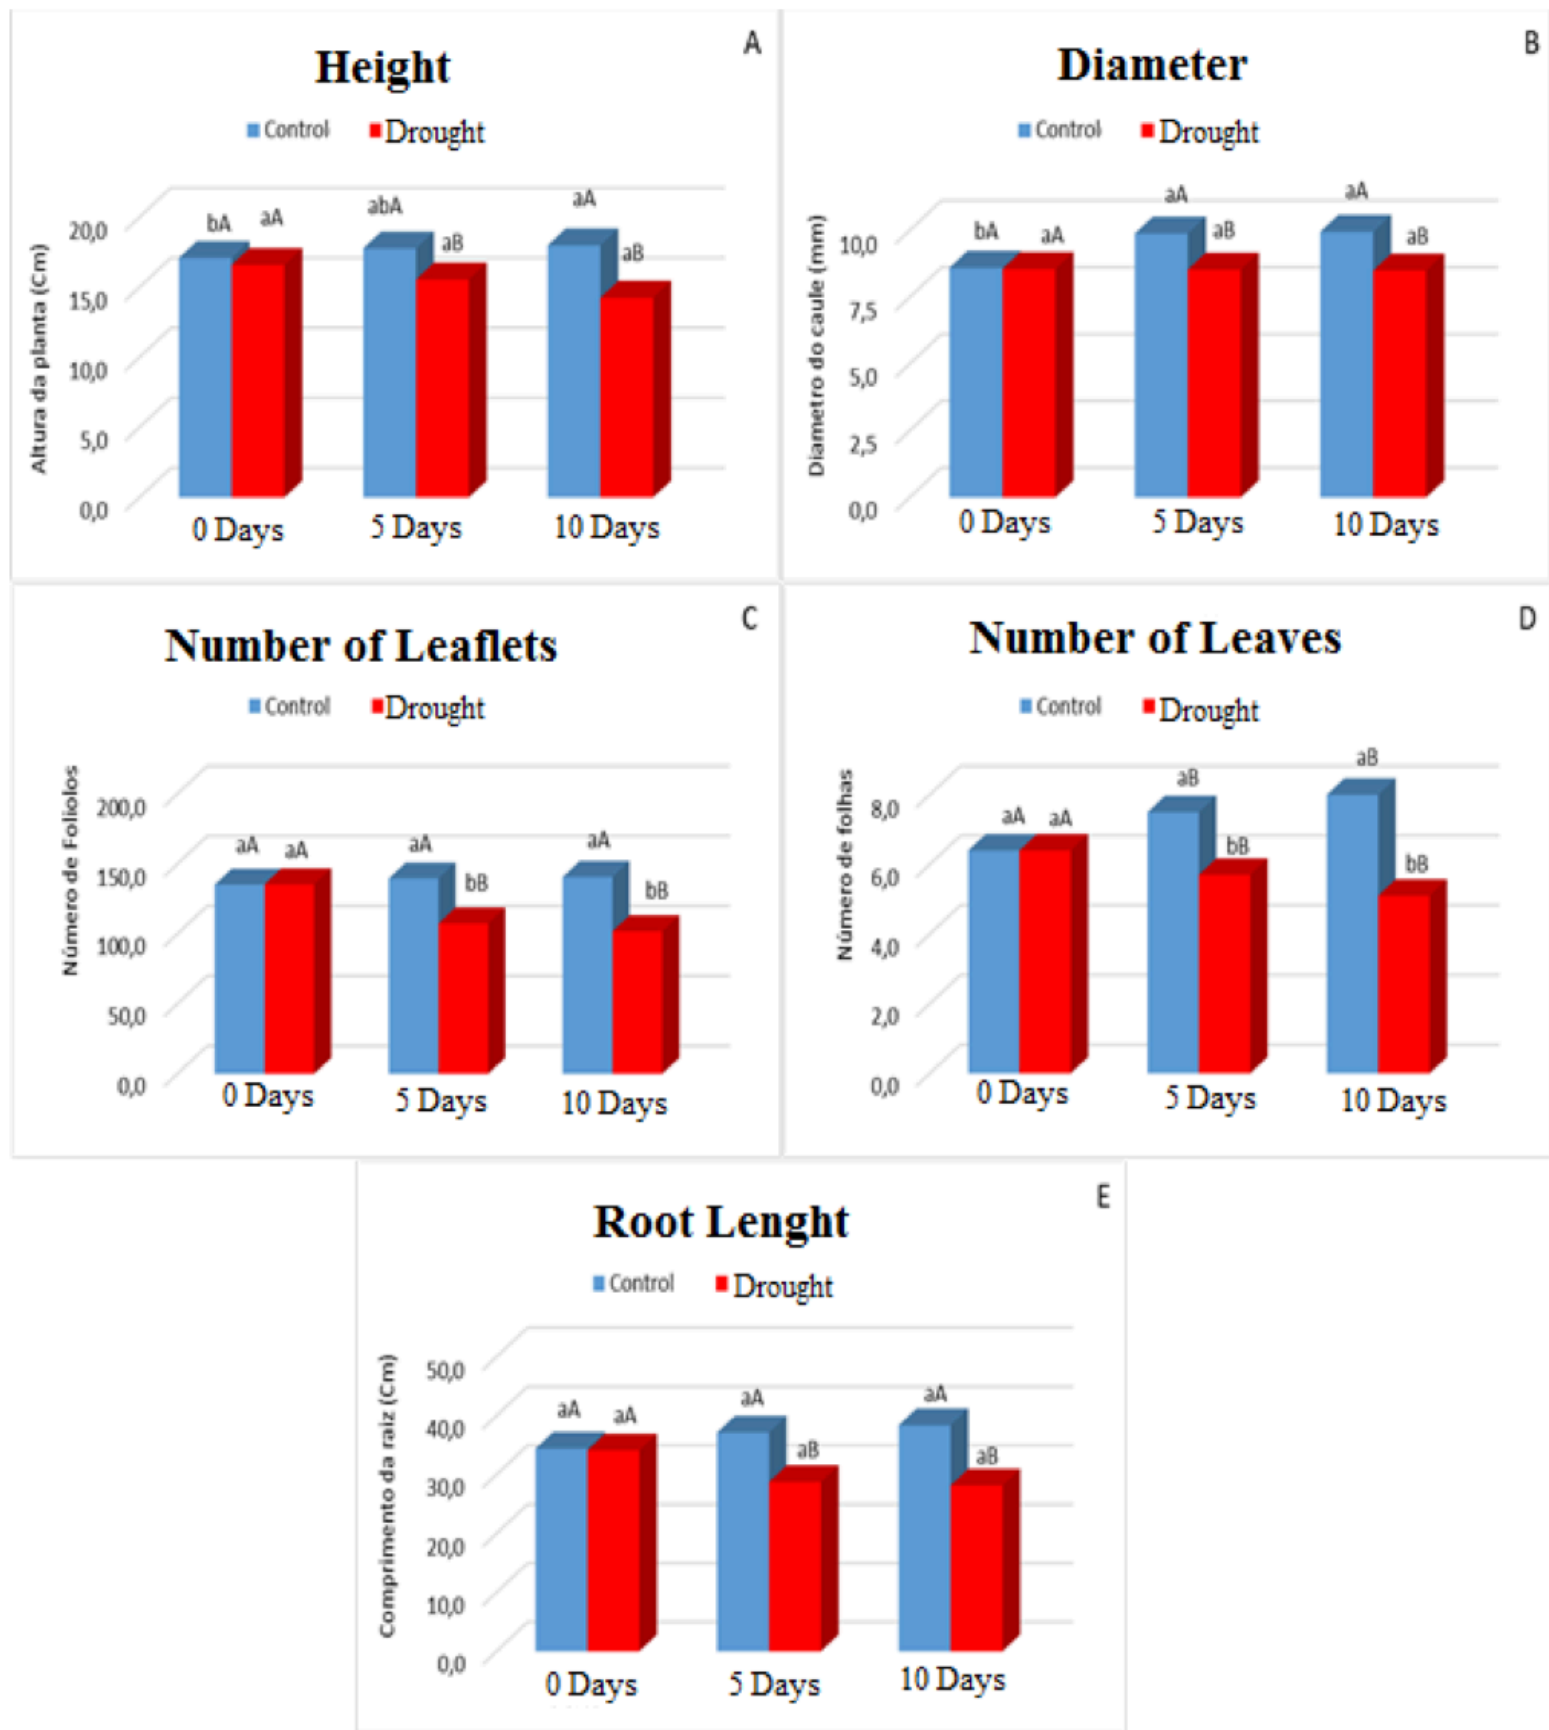 A
Height
Control Drought
Altura da planta (Cm)
20,0
15,0
10,0
5,0
0,0
bA aA abA aB aA aB
0 Days 5 Days 10 Days
B
Diameter
Control Drought
Diametro do caule (mm)
10,0
7,5
5,0
2,5
0,0
bA aA aA aB aA aB
0 Days 5 Days 10 Days
C
Number of Leaflets
Control Drought
Número de Foliolos
200,0
150,0
100,0
50,0
0,0
aA aA aA bB aA bB
0 Days 5 Days 10 Days
D
Number of Leaves
Control Drought
Número de folhas
8,0
6,0
4,0
2,0
0,0
aA aA aB bB aB bB
0 Days 5 Days 10 Days
E
Root Lenght
Control Drought
Comprimento da raiz (Cm)
50,0
40,0
30,0
20,0
10,0
0,0
aA aA aA aB aA aB
0 Days 5 Days 10 Days